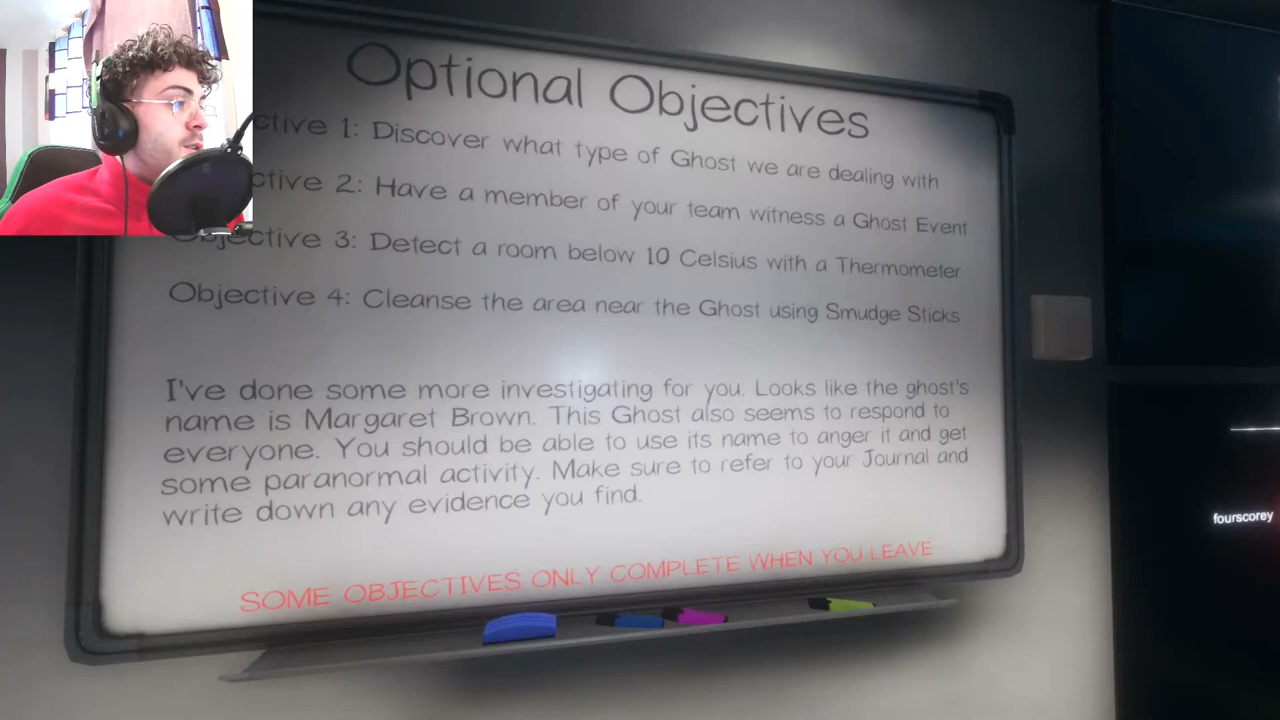 Optional Objectives
ctive 1: Discover what type of Ghost we are dealing with
ctive 2: Have a member of your team witness a Ghost Event
Objective 3: Detect a room below 10 Celsius with a Thermometer
Objective 4: Cleanse the area near the Ghost using Smudge Sticks
I've done some more investigating for you. Looks like the ghost's
name is Margaret Brown. This Ghost also seems to respond to
everyone. You should be able to use its name to anger it and get
some paranormal activity. Make sure to refer to your Journal and
write down any evidence you find.
SOME OBJECTIVES ONLY COMPLETE WHEN YOU LEAVE
fourscorey